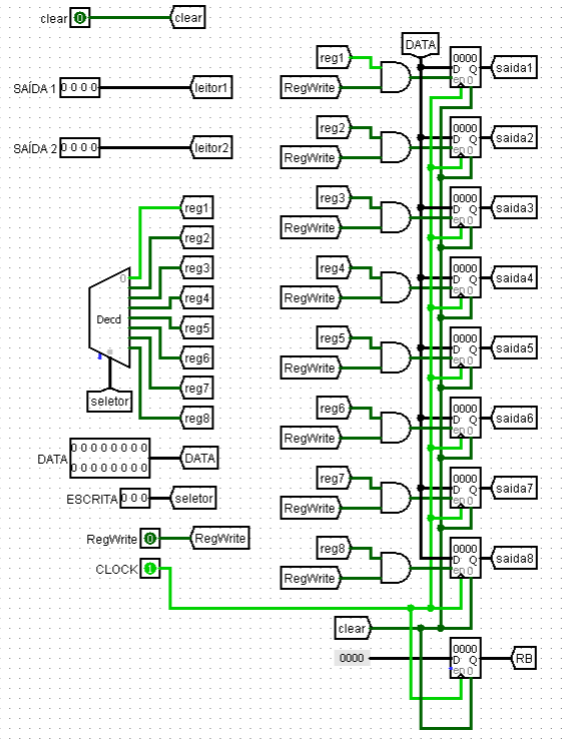 clear 0 clear
SAÍDA 1 0 0 0 0 leitor1
SAÍDA 2 0 0 0 0 leitor2
0
Decd
seletor
reg1
reg2
reg3
reg4
reg5
reg6
reg7
reg8
DATA 0 0 0 0 0 0 0 0
0 0 0 0 0 0 0 0
DATA
ESCRITA 0 0 0 seletor
RegWrite 0 RegWrite
CLOCK 1
DATA
reg1
RegWrite
0000
D Q
en 0
saida1
reg2
RegWrite
0000
D Q
en 0
saida2
reg3
RegWrite
0000
D Q
en 0
saida3
reg4
RegWrite
0000
D Q
en 0
saida4
reg5
RegWrite
0000
D Q
en 0
saida5
reg6
RegWrite
0000
D Q
en 0
saida6
reg7
RegWrite
0000
D Q
en 0
saida7
reg8
RegWrite
0000
D Q
en 0
saida8
clear
0000
0000
D Q
en 0
RB